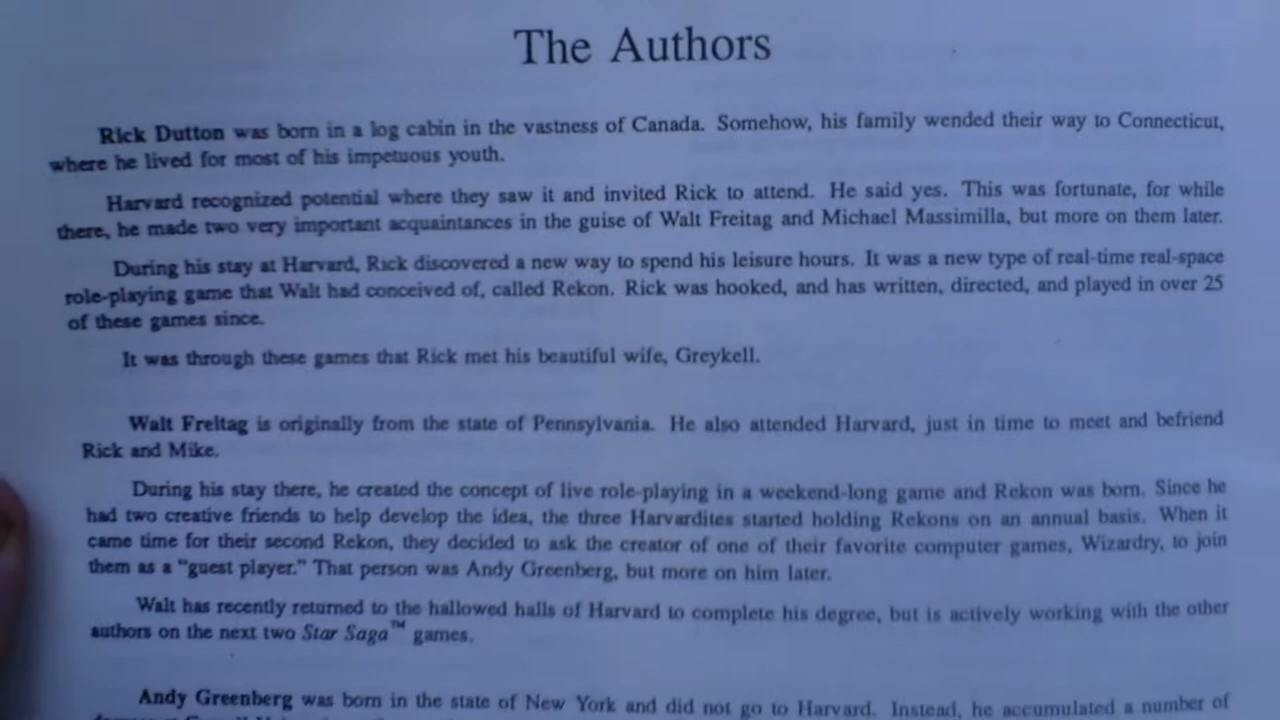 The Authors
Rick Dutton was born in a log cabin in the vastness of Canada. Somehow, his family wended their way to Connecticut,
where he lived for most of his impetuous youth.
Harvard recognized potential where they saw it and invited Rick to attend. He said yes. This was fortunate, for while
there, he made two very important acquaintances in the guise of Walt Freitag and Michael Massimilla, but more on them later.
During his stay at Harvard, Rick discovered a new way to spend his leisure hours. It was a new type of real-time real-space
role-playing game that Walt had conceived of, called Rekon. Rick was hooked, and has written, directed, and played in over 25
of these games since.
It was through these games that Rick met his beautiful wife, Greykell.
Walt Freitag is originally from the state of Pennsylvania. He also attended Harvard, just in time to meet and befriend
Rick and Mike.
During his stay there, he created the concept of live role-playing in a weekend-long game and Rekon was born. Since he
had two creative friends to help develop the idea, the three Harvardites started holding Rekons on an annual basis. When it
came time for their second Rekon, they decided to ask the creator of one of their favorite computer games, Wizardry, to join
them as a "guest player." That person was Andy Greenberg, but more on him later.
Walt has recently returned to the hallowed halls of Harvard to complete his degree, but is actively working with the other
authors on the next two Star Saga™ games.
Andy Greenberg was born in the state of New York and did not go to Harvard. Instead, he accumulated a number of